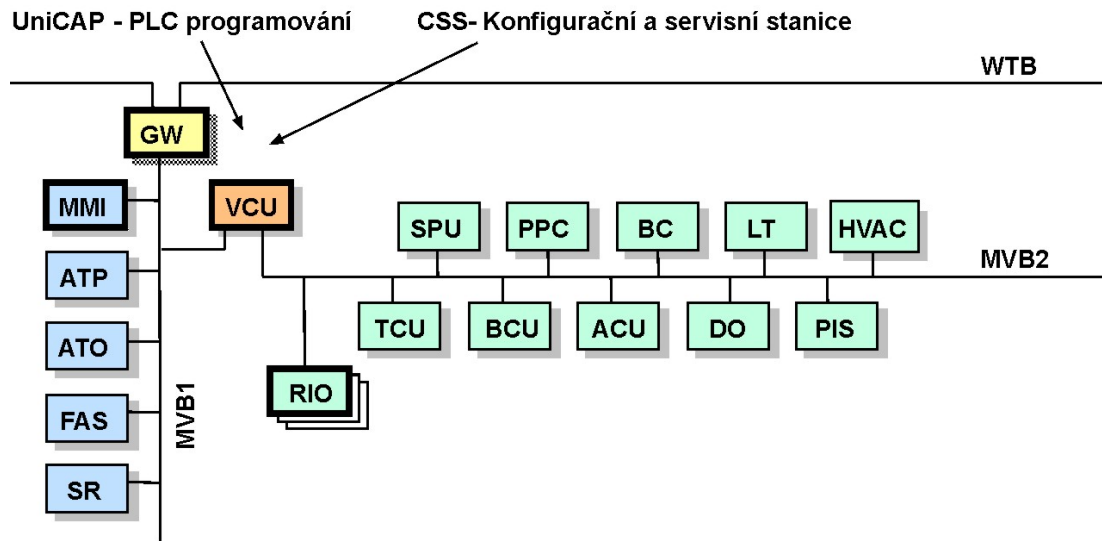 UniCAP - PLC programování
CSS- Konfigurační a servisní stanice
WTB
GW
MMI
VCU
SPU
PPC
BC
LT
HVAC
ATP
MVB2
TCU
BCU
ACU
DO
PIS
ATO
RIO
MVB1
FAS
SR